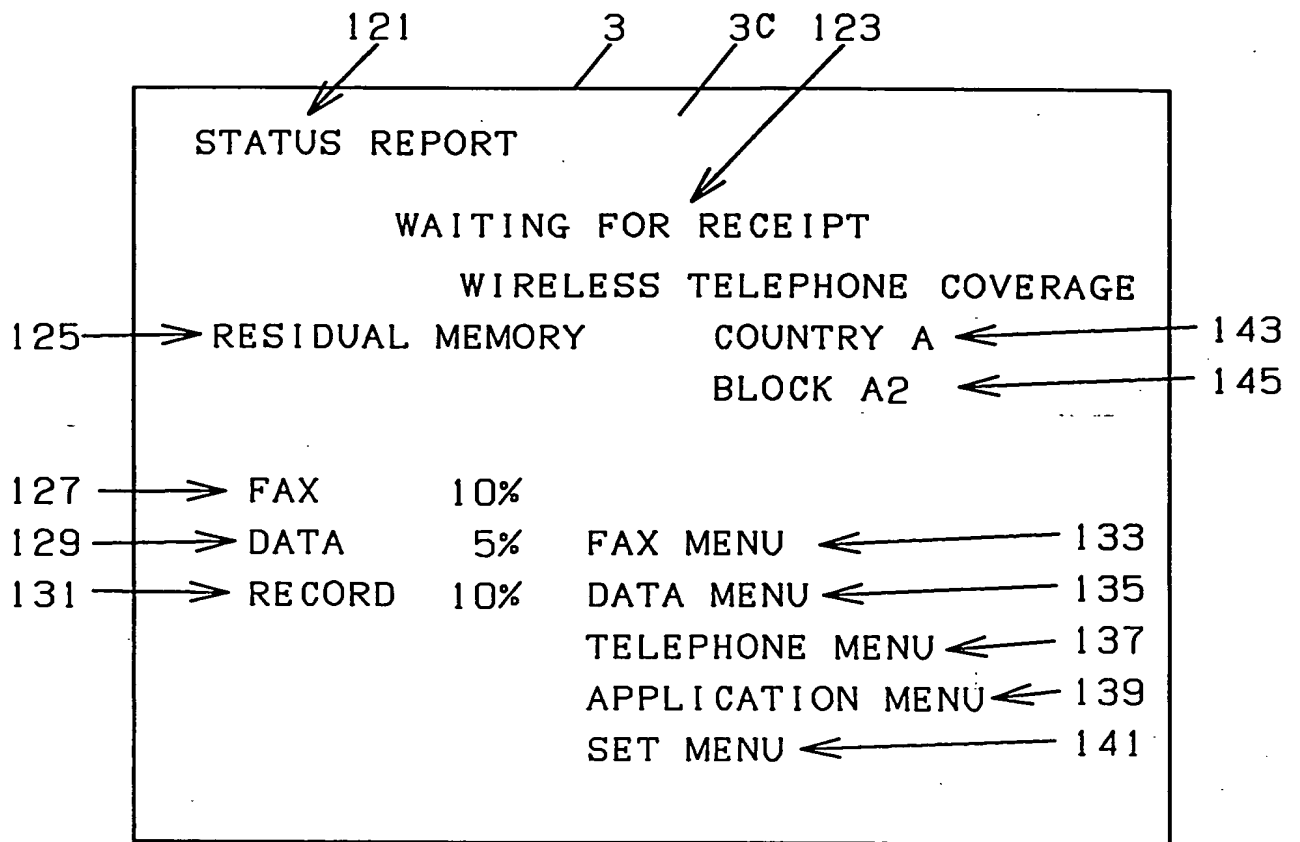 121 3 3C 123
STATUS REPORT
WAITING FOR RECEIPT
WIRELESS TELEPHONE COVERAGE
125 RESIDUAL MEMORY COUNTRY A 143
BLOCK A2 145
127 FAX 10%
129 DATA 5% FAX MENU 133
131 RECORD 10% DATA MENU 135
TELEPHONE MENU 137
APPLICATION MENU 139
SET MENU 141